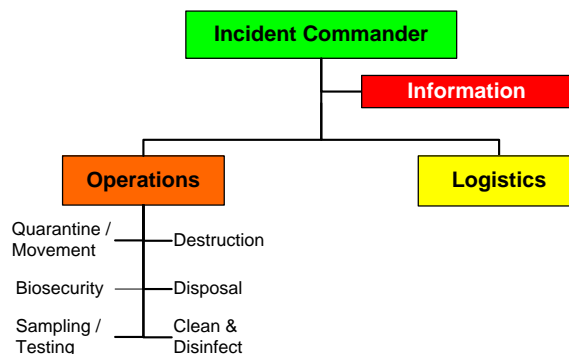 Incident Commander
Information
Operations
Logistics
Quarantine /
Movement
Destruction
Biosecurity
Disposal
Sampling /
Testing
Clean &
Disinfect